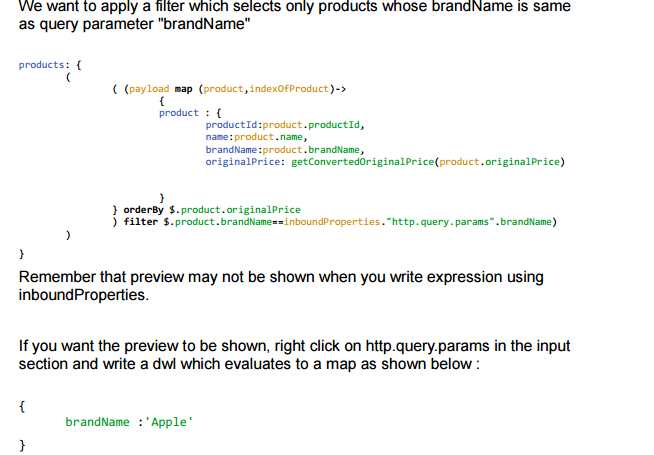 We want to apply a filter which selects only products whose brandName is same
as query parameter "brandName"
products: {
(
( (payload map (product,indexOfProduct)->
{
product : {
productId:product.productId,
name:product.name,
brandName:product.brandName,
originalPrice: getConvertedOriginalPrice(product.originalPrice)
}
} orderBy $.product.originalPrice
) filter $.product.brandName==inboundProperties."http.query.params".brandName)
)
}
Remember that preview may not be shown when you write expression using
inboundProperties.
If you want the preview to be shown, right click on http.query.params in the input
section and write a dwl which evaluates to a map as shown below :
{
brandName :'Apple'
}